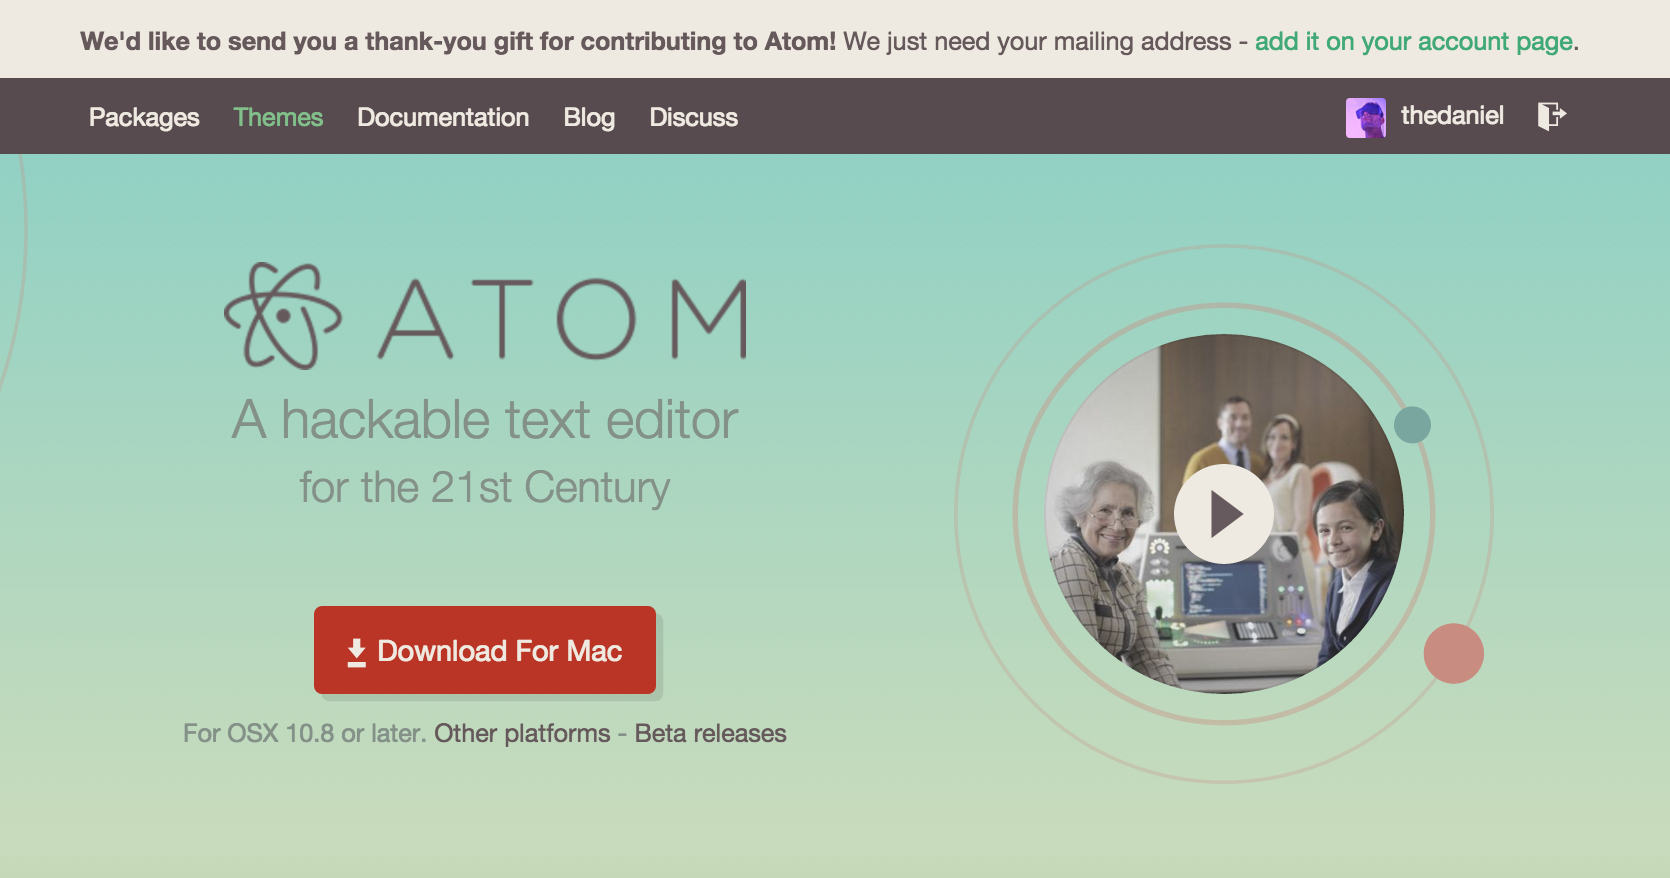 We'd like to send you a thank-you gift for contributing to Atom! We just need your mailing address - add it on your account page.
Packages Themes Documentation Blog Discuss thedaniel
ATOM
A hackable text editor
for the 21st Century
Download For Mac
For OSX 10.8 or later. Other platforms - Beta releases